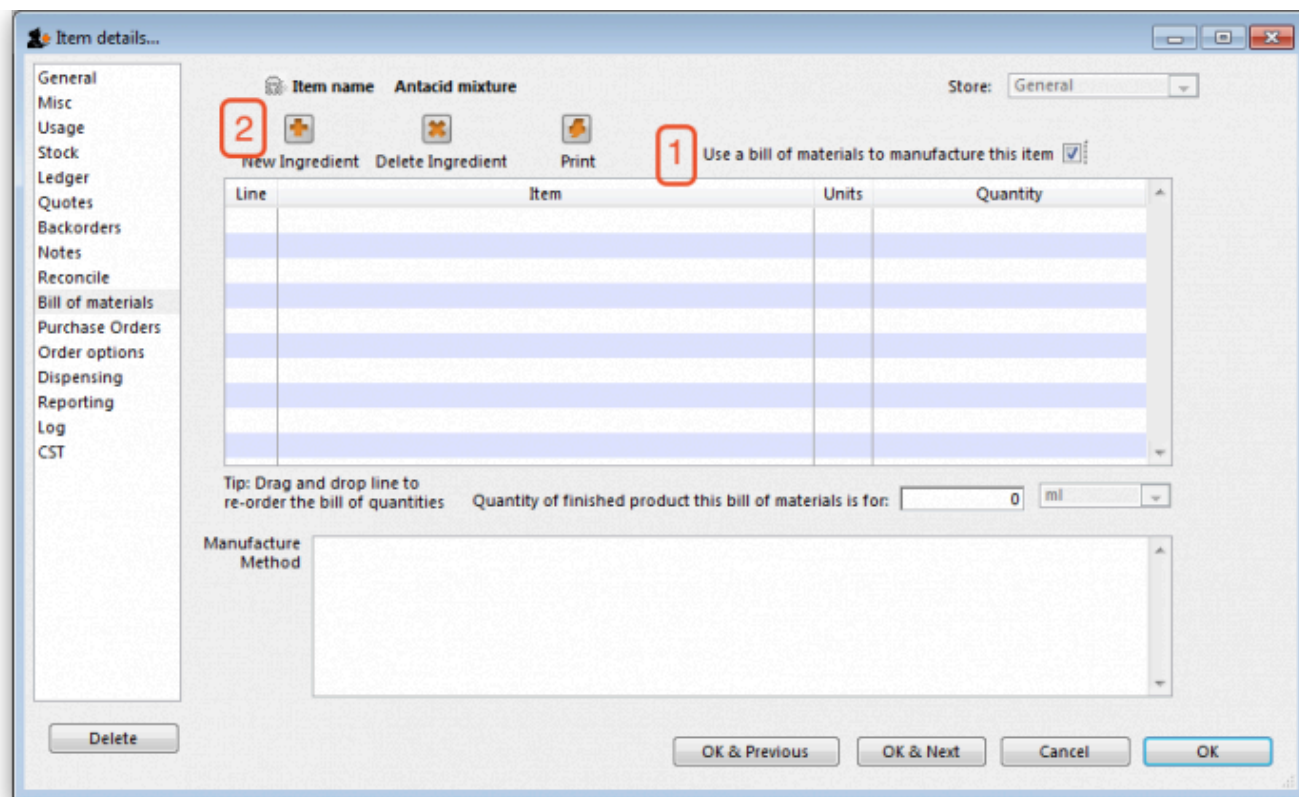 Item details...
General
Misc
Usage
Stock
Ledger
Quotes
Backorders
Notes
Reconcile
Bill of materials
Purchase Orders
Order options
Dispensing
Reporting
Log
CST
Delete
Item name Antacid mixture
Store: General
2
New Ingredient Delete Ingredient Print
1
Use a bill of materials to manufacture this item
Line Item Units Quantity
Tip: Drag and drop line to
re-order the bill of quantities
Quantity of finished product this bill of materials is for: 0 ml
Manufacture
Method
OK & Previous OK & Next Cancel OK